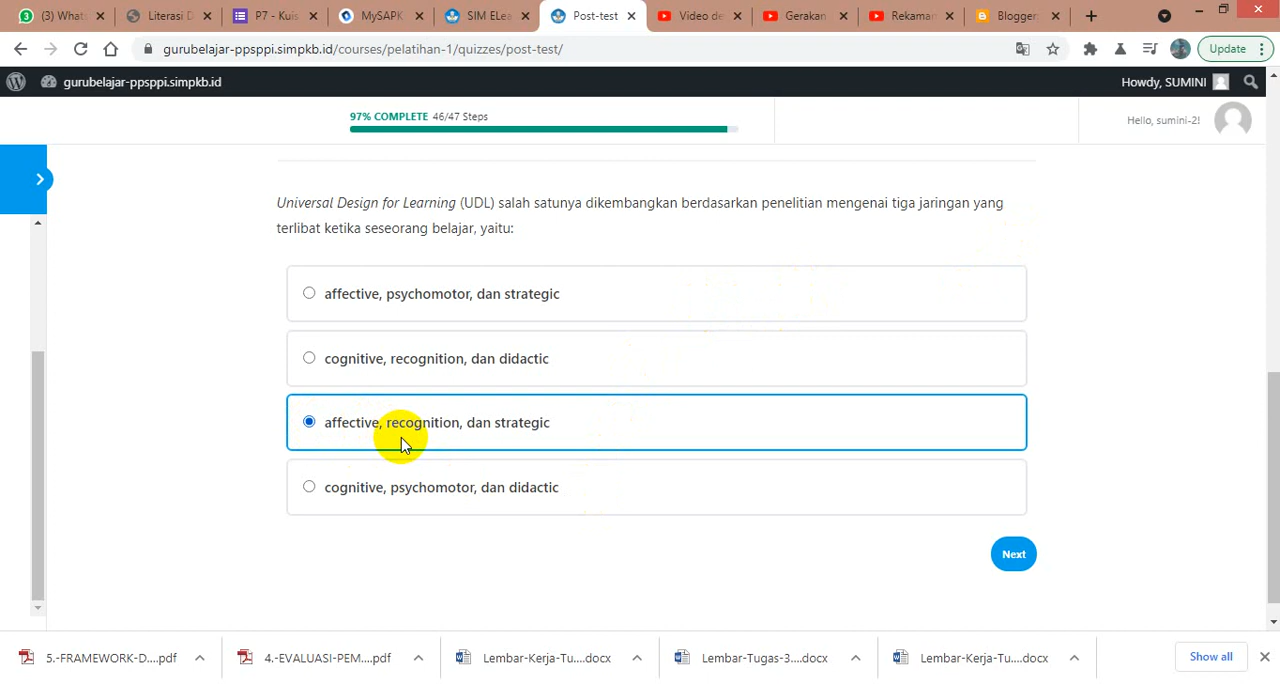 (3) Whats
Literasi D
P7 - Kuis
MySAPK
SIM ELea
Post-test
Video de
Gerakan
Rekaman
Blogger:
gurubelajar-ppsppi.simpkb.id/courses/pelatihan-1/quizzes/post-test/
Update
gurubelajar-ppsppi.simpkb.id
Howdy, SUMINI
97% COMPLETE 46/47 Steps
Hello, sumini-2!
Universal Design for Learning (UDL) salah satunya dikembangkan berdasarkan penelitian mengenai tiga jaringan yang
terlibat ketika seseorang belajar, yaitu:
affective, psychomotor, dan strategic
cognitive, recognition, dan didactic
affective, recognition, dan strategic
cognitive, psychomotor, dan didactic
Next
5.-FRAMEWORK-D....pdf
4.-EVALUASI-PEM....pdf
Lembar-Kerja-Tu....docx
Lembar-Tugas-3....docx
Lembar-Kerja-Tu....docx
Show all